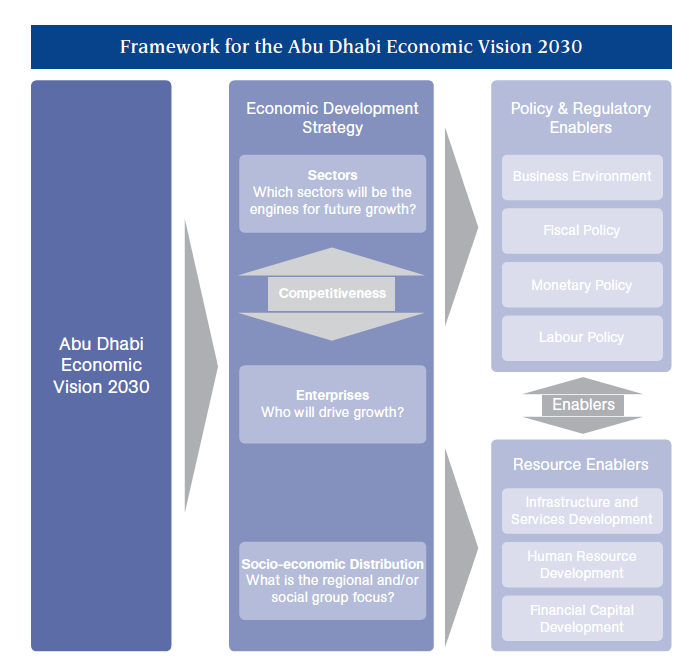 Framework for the Abu Dhabi Economic Vision 2030
Abu Dhabi
Economic
Vision 2030
Economic Development
Strategy
Sectors
Which sectors will be the
engines for future growth?
Competitiveness
Enterprises
Who will drive growth?
Socio-economic Distribution
What is the regional and/or
social group focus?
Policy & Regulatory
Enablers
Business Environment
Fiscal Policy
Monetary Policy
Labour Policy
Enablers
Resource Enablers
Infrastructure and
Services Development
Human Resource
Development
Financial Capital
Development